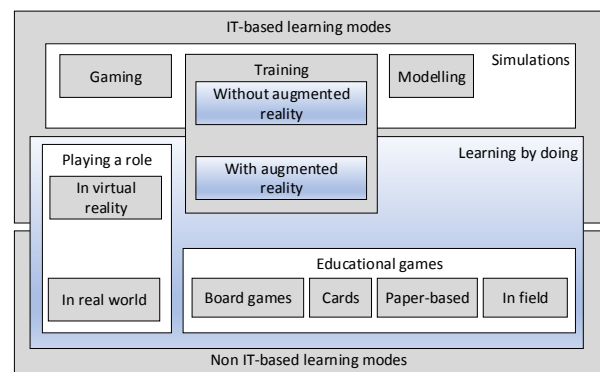 IT-based learning modes
Simulations
Gaming
Training
Modelling
Without augmented
reality
Learning by doing
Playing a role
With augmented
reality
In virtual
reality
Educational games
In real world
Board games
Cards
Paper-based
In field
Non IT-based learning modes